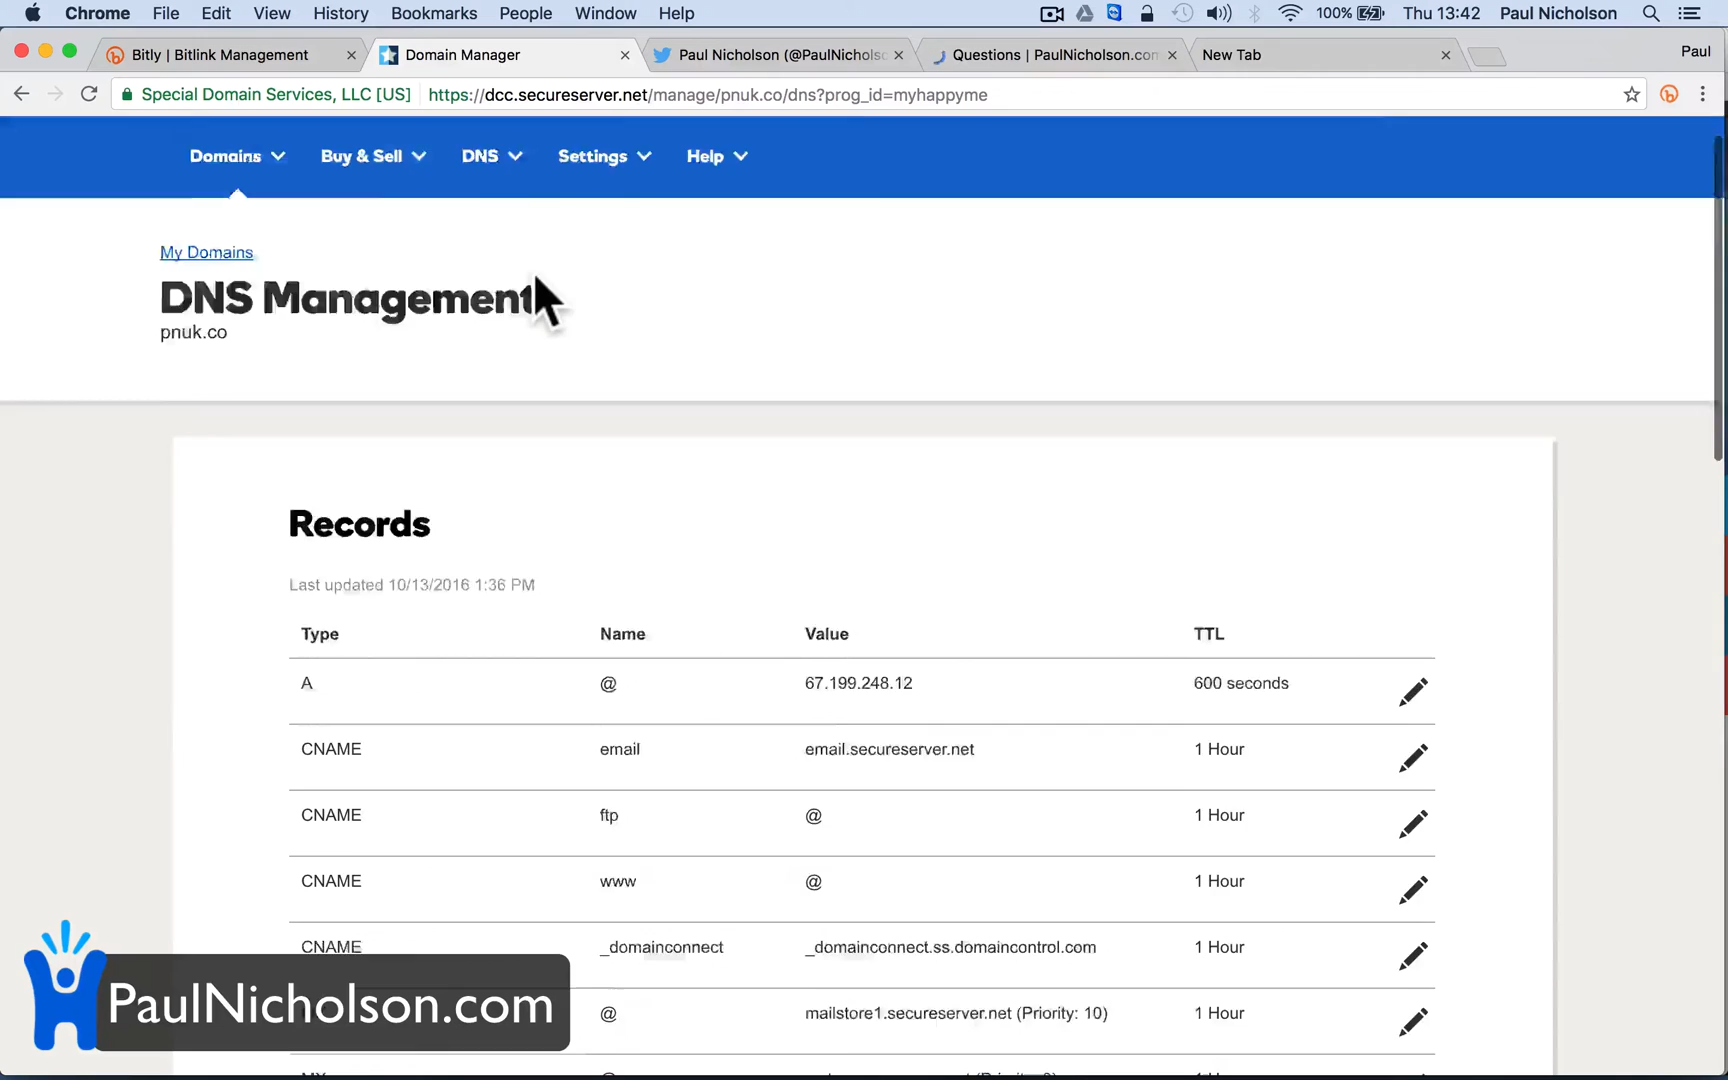 Chrome File Edit View History Bookmarks People Window Help 100% Thu 13:42 Paul Nicholson
Bitly | Bitlink Management Domain Manager Paul Nicholson (@PaulNicholsc Questions | PaulNicholson.com New Tab Paul
Special Domain Services, LLC [US] https://dcc.secureserver.net/manage/pnuk.co/dns?prog_id=myhappyme
Domains Buy & Sell DNS Settings Help
My Domains
DNS Management
pnuk.co
Records
Last updated 10/13/2016 1:36 PM
Type Name Value TTL
A @ 67.199.248.12 600 seconds
CNAME email email.secureserver.net 1 Hour
CNAME ftp @ 1 Hour
CNAME www @ 1 Hour
CNAME _domainconnect _domainconnect.ss.domaincontrol.com 1 Hour
@ mailstore1.secureserver.net (Priority: 10) 1 Hour
PaulNicholson.com